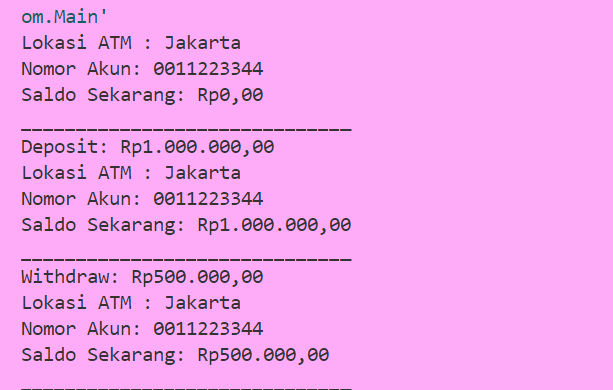 om.Main'
Lokasi ATM : Jakarta
Nomor Akun: 0011223344
Saldo Sekarang: Rp0,00
______________________________
Deposit: Rp1.000.000,00
Lokasi ATM : Jakarta
Nomor Akun: 0011223344
Saldo Sekarang: Rp1.000.000,00
______________________________
Withdraw: Rp500.000,00
Lokasi ATM : Jakarta
Nomor Akun: 0011223344
Saldo Sekarang: Rp500.000,00
______________________________